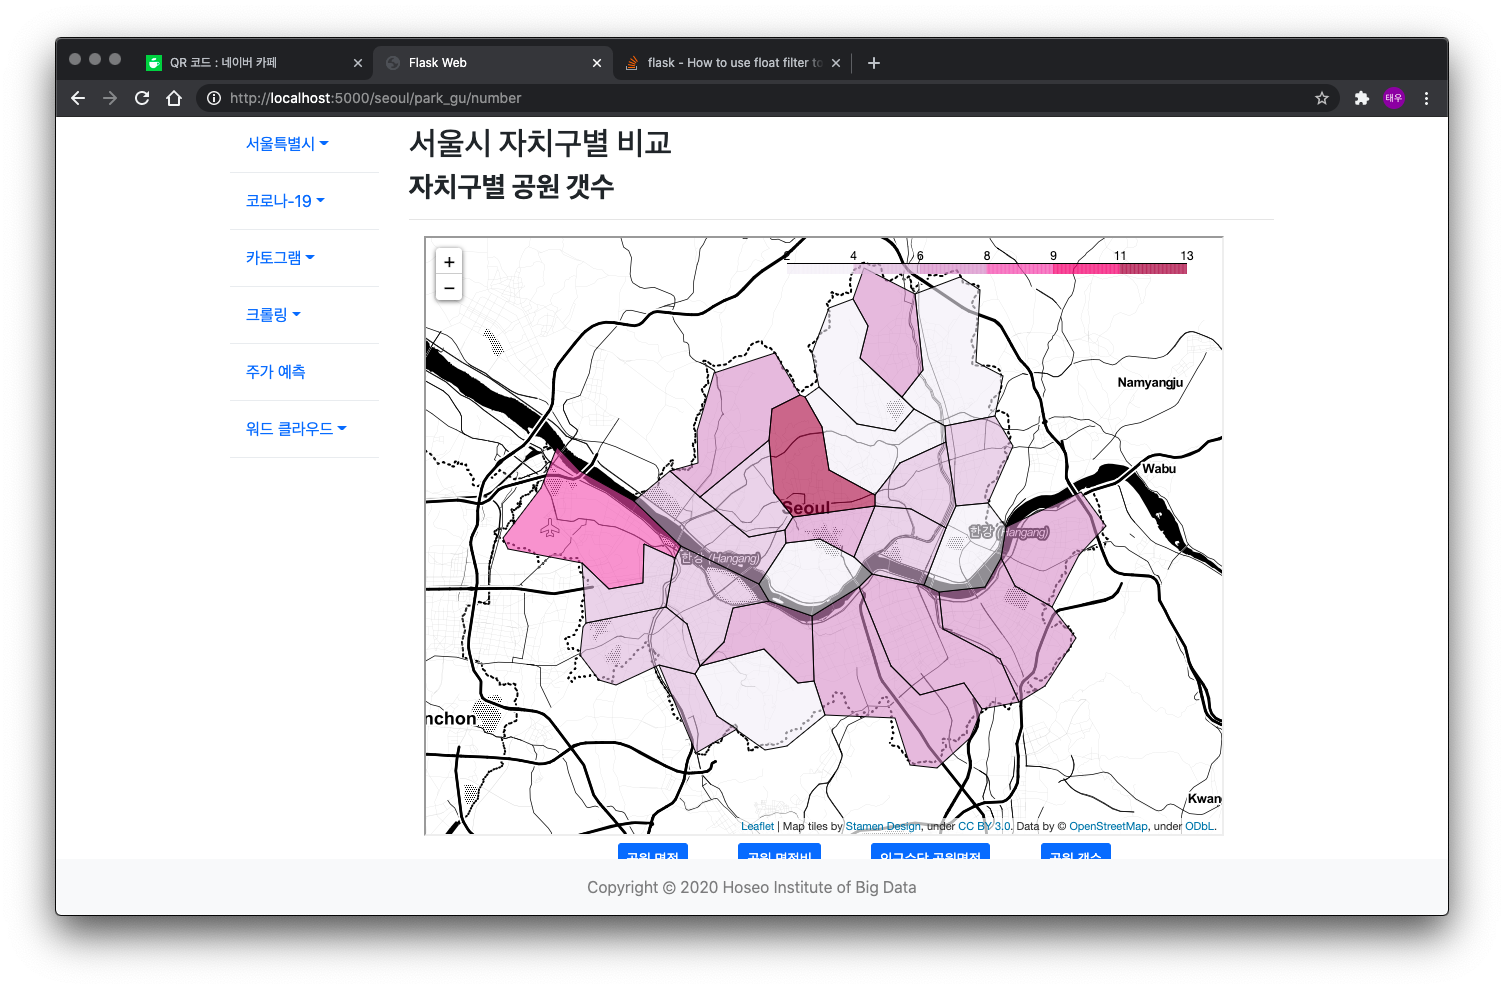 QR 코드 : 네이버 카페
Flask Web
flask - How to use float filter to
http://localhost:5000/seoul/park_gu/number
태우
서울특별시
코로나-19
카토그램
크롤링
주가 예측
워드 클라우드
서울시 자치구별 비교
자치구별 공원 갯수
+
−
2 4 6 8 9 11 13
Namyangju
Wabu
Seoul
한강 (Hangang)
한강 (Hangang)
nchon
Kwan
Leaflet | Map tiles by Stamen Design, under CC BY 3.0. Data by © OpenStreetMap, under ODbL.
공원 면적 공원 면적비 인구수당 공원면적 공원 갯수
Copyright © 2020 Hoseo Institute of Big Data